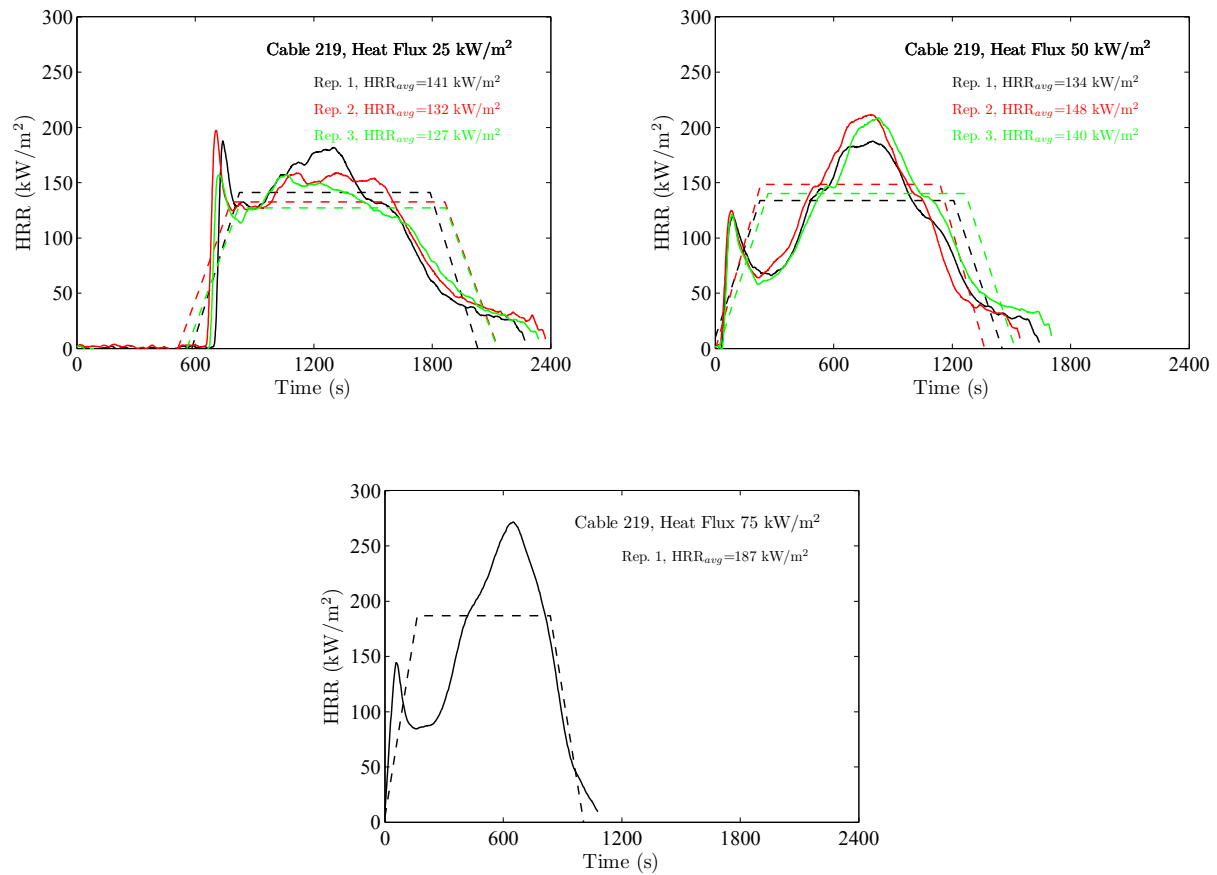 Cable 219, Heat Flux 25 kW/m²
Rep. 1, HRRavg=141 kW/m²
Rep. 2, HRRavg=132 kW/m²
Rep. 3, HRRavg=127 kW/m²
HRR (kW/m²)
300
250
200
150
100
50
0
0 600 1200 1800 2400
Time (s)
Cable 219, Heat Flux 50 kW/m²
Rep. 1, HRRavg=134 kW/m²
Rep. 2, HRRavg=148 kW/m²
Rep. 3, HRRavg=140 kW/m²
HRR (kW/m²)
300
250
200
150
100
50
0
0 600 1200 1800 2400
Time (s)
Cable 219, Heat Flux 75 kW/m²
Rep. 1, HRRavg=187 kW/m²
HRR (kW/m²)
300
250
200
150
100
50
0
0 600 1200 1800 2400
Time (s)